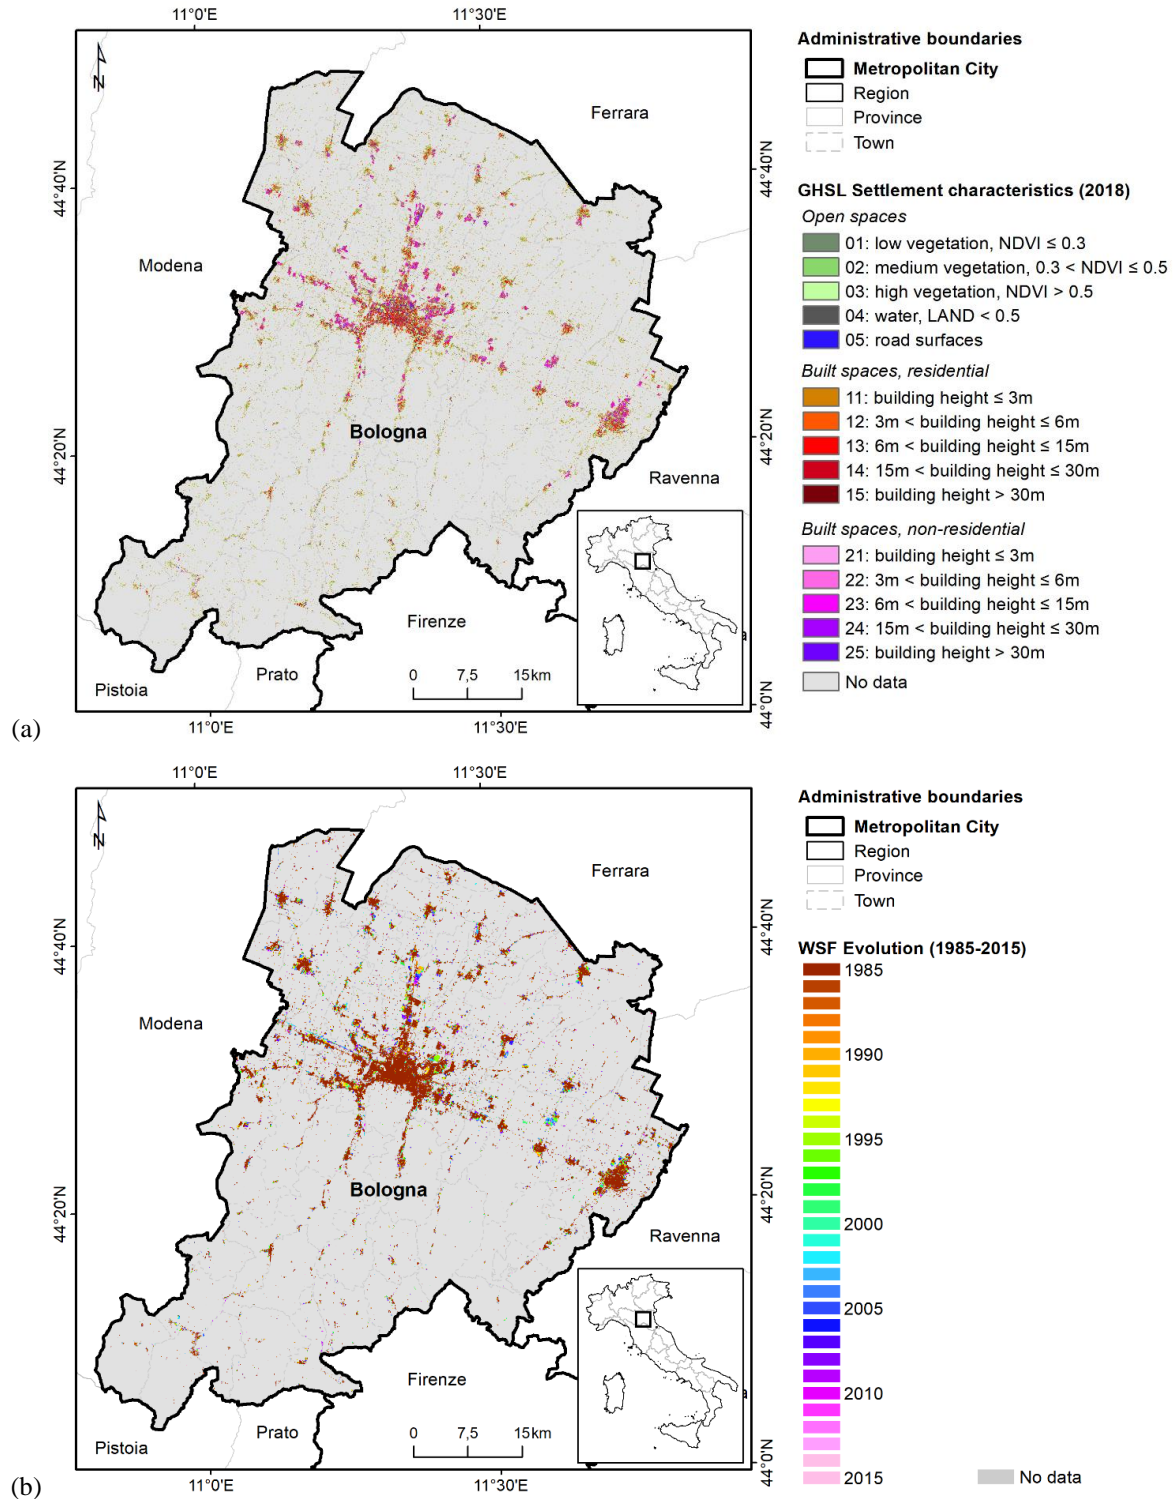 11°0'E
11°30'E
N
Ferrara
44°40'N
44°40'N
Modena
Bologna
44°20'N
44°20'N
Ravenna
Firenze
Prato
Pistoia
0 7,5 15 km
a
44°0'N
11°0'E
11°30'E
(a)
Administrative boundaries
Metropolitan City
Region
Province
Town
GHSL Settlement characteristics (2018)
Open spaces
01: low vegetation, NDVI ≤ 0.3
02: medium vegetation, 0.3 < NDVI ≤ 0.5
03: high vegetation, NDVI > 0.5
04: water, LAND < 0.5
05: road surfaces
Built spaces, residential
11: building height ≤ 3m
12: 3m < building height ≤ 6m
13: 6m < building height ≤ 15m
14: 15m < building height ≤ 30m
15: building height > 30m
Built spaces, non-residential
21: building height ≤ 3m
22: 3m < building height ≤ 6m
23: 6m < building height ≤ 15m
24: 15m < building height ≤ 30m
25: building height > 30m
No data
11°0'E
11°30'E
N
Ferrara
44°40'N
44°40'N
Modena
Bologna
44°20'N
44°20'N
Ravenna
Firenze
Prato
Pistoia
0 7,5 15 km
a
44°0'N
11°0'E
11°30'E
(b)
Administrative boundaries
Metropolitan City
Region
Province
Town
WSF Evolution (1985-2015)
1985
1990
1995
2000
2005
2010
2015
No data